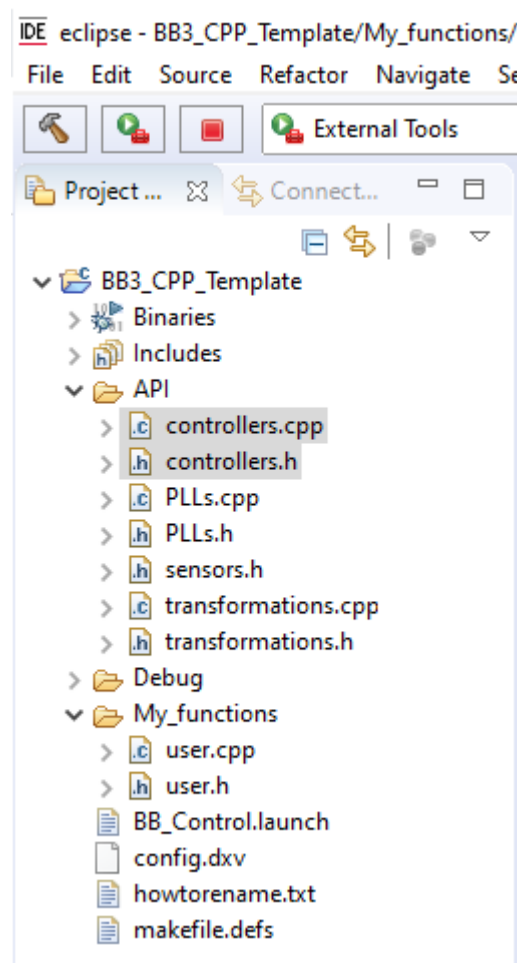 IDE eclipse - BB3_CPP_Template/My_functions/
File Edit Source Refactor Navigate Se
External Tools
Project ... Connect...
BB3_CPP_Template
Binaries
Includes
API
controllers.cpp
controllers.h
PLLs.cpp
PLLs.h
sensors.h
transformations.cpp
transformations.h
Debug
My_functions
user.cpp
user.h
BB_Control.launch
config.dxv
howtorename.txt
makefile.defs